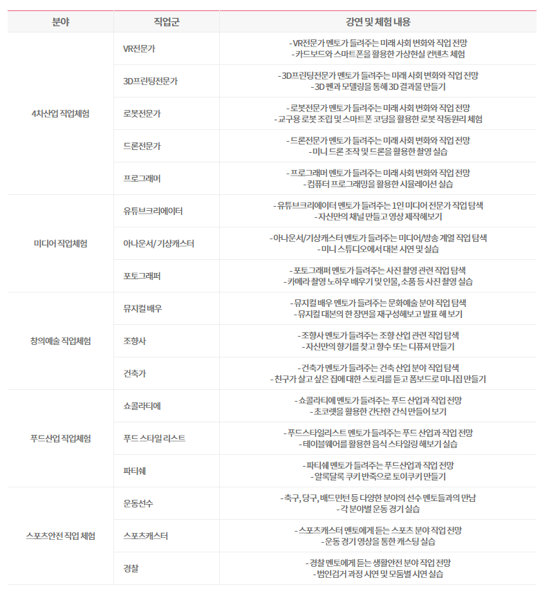 분야 직업군 강연 및 체험 내용
4차산업 직업체험
VR전문가
- VR전문가 멘토가 들려주는 미래 사회 변화와 직업 전망
- 카드보드와 스마트폰을 활용한 가상현실 컨텐츠 체험
3D프린팅전문가
- 3D프린팅전문가 멘토가 들려주는 미래 사회 변화와 직업 전망
- 3D 펜과 모델링을 통해 3D 결과물 만들기
로봇전문가
- 로봇전문가 멘토가 들려주는 미래 사회 변화와 직업 전망
- 교구용 로봇 조립 및 스마트폰 코딩을 활용한 로봇 작동원리 체험
드론전문가
- 드론전문가 멘토가 들려주는 미래 사회 변화와 직업 전망
- 미니 드론 조작 및 드론을 활용한 촬영 실습
프로그래머
- 프로그래머 멘토가 들려주는 미래 사회 변화와 직업 전망
- 컴퓨터 프로그래밍을 활용한 시뮬레이션 실습
미디어 직업체험
유튜브크리에이터
- 유튜브크리에이터 멘토가 들려주는 1인 미디어 전문가 직업 탐색
- 자신만의 채널 만들고 영상 제작해보기
아나운서/ 기상캐스터
- 아나운서/기상캐스터 멘토가 들려주는 미디어/방송 계열 직업 탐색
- 미니 스튜디오에서 대본 시연 및 실습
포토그래퍼
- 포토그래퍼 멘토가 들려주는 사진 촬영 관련 직업 탐색
- 카메라 촬영 노하우 배우기 및 인물, 소품 등 사진 촬영 실습
창의예술 직업체험
뮤지컬 배우
- 뮤지컬 배우 멘토가 들려주는 문화예술 분야 직업 탐색
- 뮤지컬 대본의 한 장면을 재구성해보고 발표 해 보기
조향사
- 조향사 멘토가 들려주는 조향 산업 관련 직업 탐색
- 자신만의 향기를 찾고 향수 또는 디퓨저 만들기
건축가
- 건축가 멘토가 들려주는 건축 산업 분야 직업 탐색
- 친구가 살고 싶은 집에 대한 스토리를 듣고 폼보드로 미니집 만들기
푸드산업 직업체험
쇼콜라티에
- 쇼콜라티에 멘토가 들려주는 푸드 산업과 직업 전망
- 초코렛을 활용한 간단한 간식 만들어 보기
푸드 스타일 리스트
- 푸드스타일리스트 멘토가 들려주는 푸드 산업과 직업 전망
- 테이블웨어를 활용한 음식 스타일링 해보기 실습
파타쉐
- 파타쉐 멘토가 들려주는 푸드산업과 직업 전망
- 알록달록 쿠키 반죽으로 토이쿠키 만들기
스포츠안전 직업 체험
운동선수
- 축구, 당구, 배드민턴 등 다양한 분야의 선수 멘토들과의 만남
- 각 분야별 운동 경기 실습
스포츠캐스터
- 스포츠캐스터 멘토에게 듣는 스포츠 분야 직업 전망
- 운동 경기 영상을 통한 캐스팅 실습
경찰
- 경찰 멘토에게 듣는 생활안전 분야 직업 전망
- 범인검거 과정 시연 및 모둠별 시연 실습